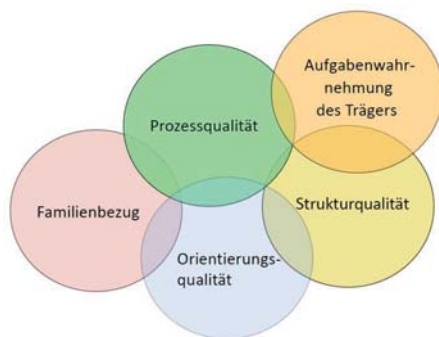 Aufgabenwahr-
nehmung
des Trägers
Prozessqualität
Familienbezug
Strukturqualität
Orientierungs-
qualität